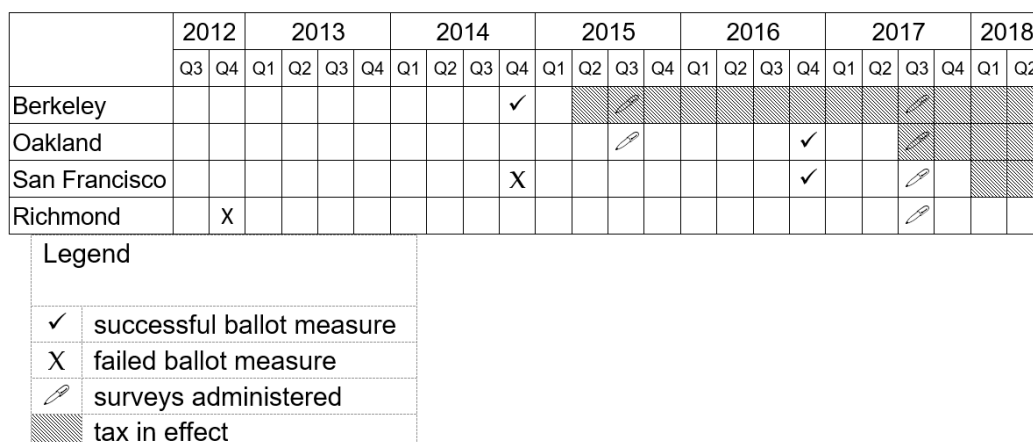 2012 2013 2014 2015 2016 2017 2018
Q3 Q4 Q1 Q2 Q3 Q4 Q1 Q2 Q3 Q4 Q1 Q2 Q3 Q4 Q1 Q2 Q3 Q4 Q1 Q2 Q3 Q4 Q1 Q2
Berkeley ✓
Oakland ✓
San Francisco X ✓
Richmond X
Legend
✓ successful ballot measure
X failed ballot measure
surveys administered
tax in effect